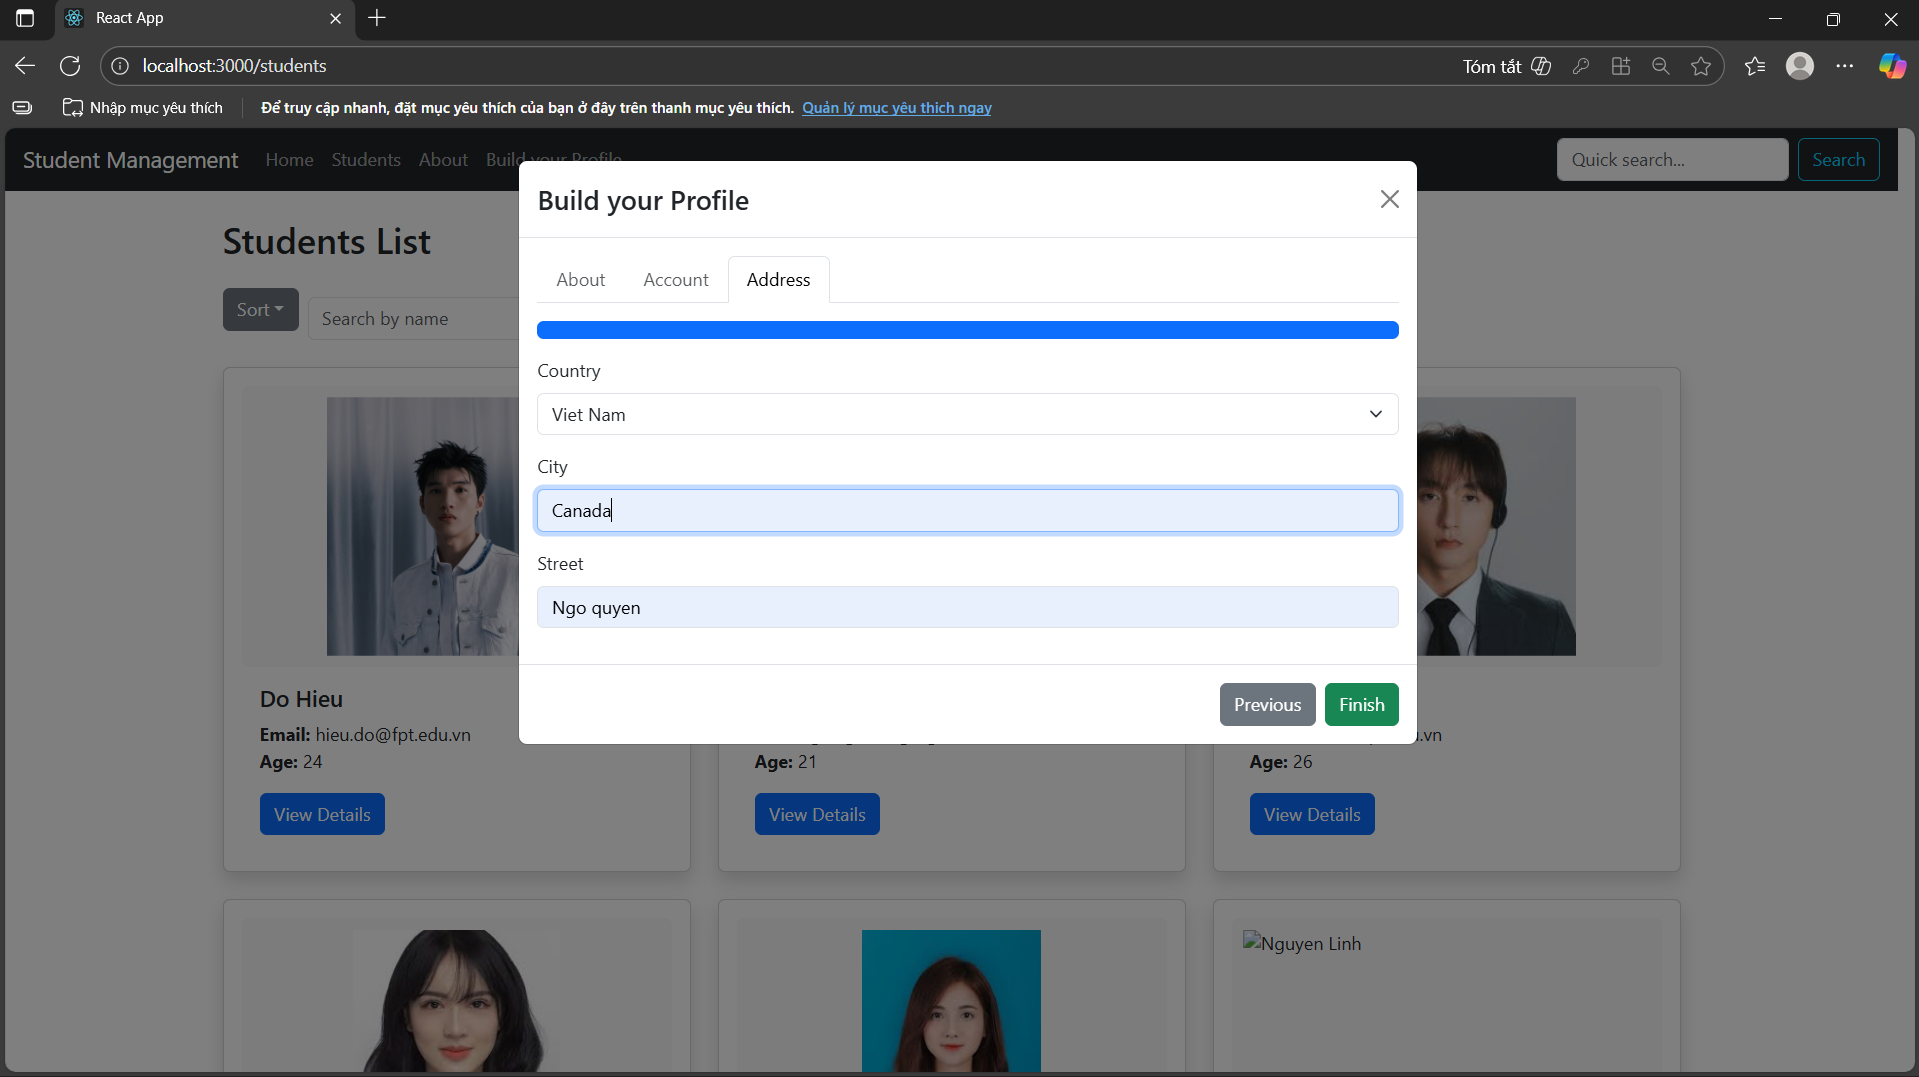 React App
localhost:3000/students
Tóm tắt
Nhập mục yêu thích
Để truy cập nhanh, đặt mục yêu thích của bạn ở đây trên thanh mục yêu thích. Quản lý mục yêu thích ngay
Student Management Home Students About Build your Profile
Quick search... Search
Build your Profile
Students List
About Account Address
Sort Search by name
Country
Viet Nam
City
Canada
Street
Ngo quyen
Previous Finish
Do Hieu
Email: hieu.do@fpt.edu.vn
.vn
Age: 24
Age: 21
Age: 26
View Details
View Details
View Details
Nguyen Linh